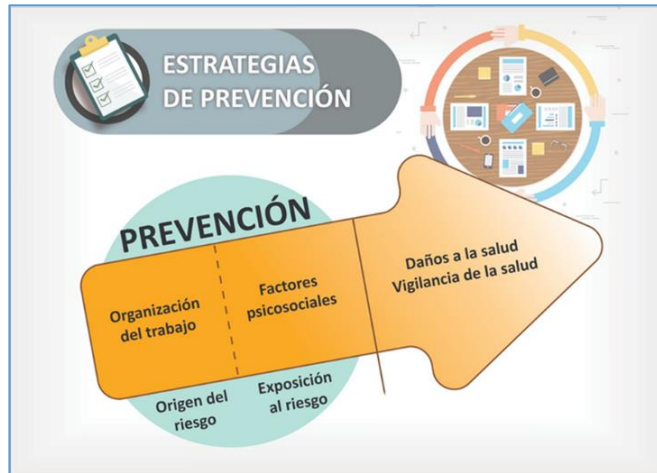 ESTRATEGIAS
DE PREVENCIÓN
PREVENCIÓN
Organización
del trabajo
Factores
psicosociales
Daños a la salud
Vigilancia de la salud
Origen del
riesgo
Exposición
al riesgo